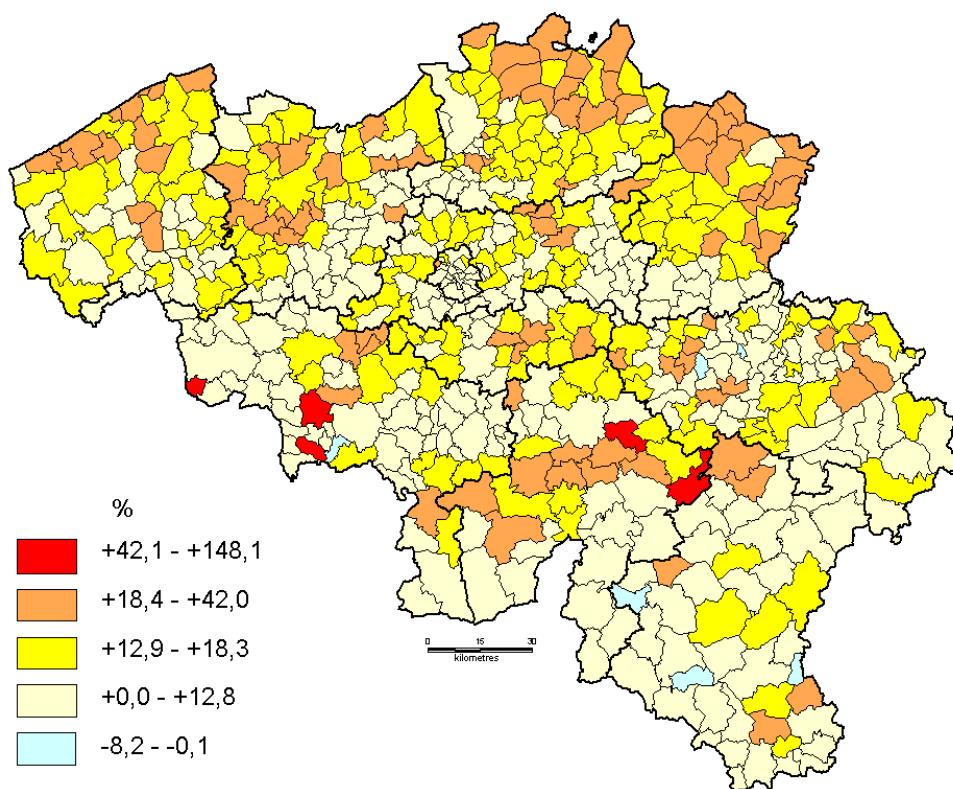 %
+42,1 - +148,1
+18,4 - +42,0
+12,9 - +18,3
+0,0 - +12,8
-8,2 - -0,1
0 15 30
kilometres